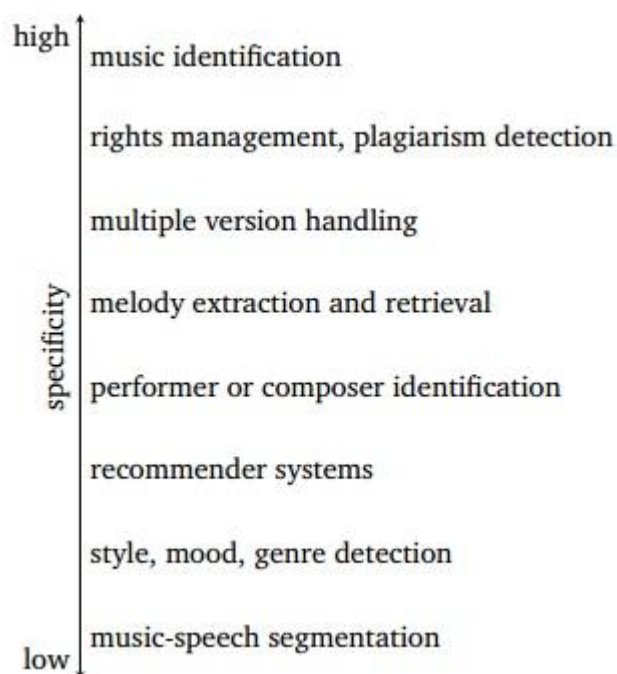 high
music identification
rights management, plagiarism detection
multiple version handling
melody extraction and retrieval
specificity
performer or composer identification
recommender systems
style, mood, genre detection
music-speech segmentation
low